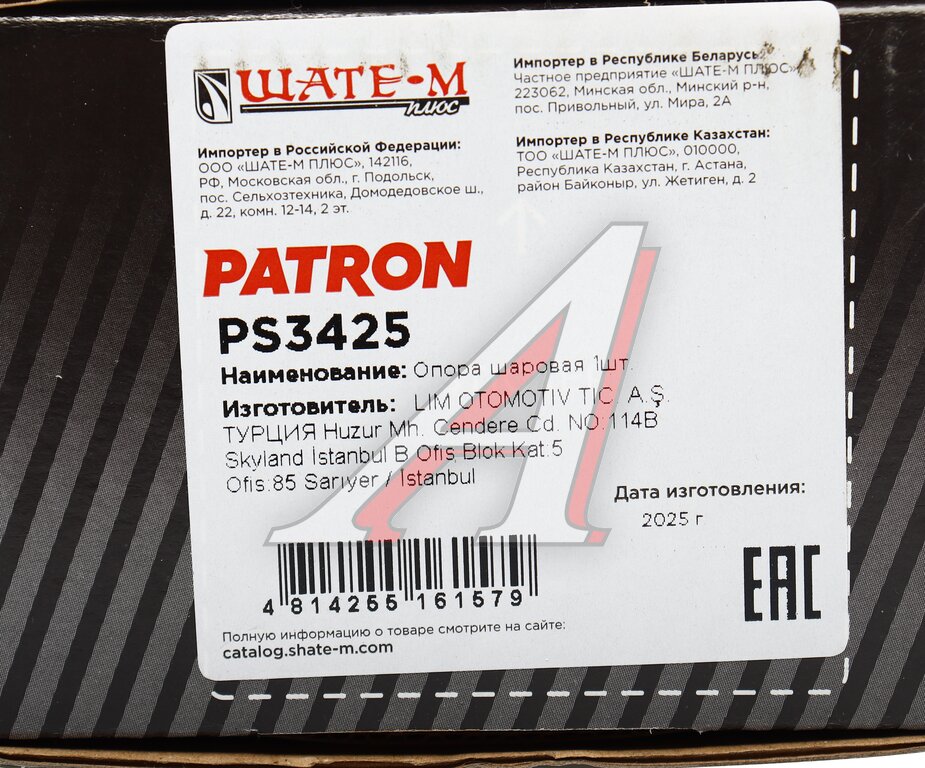 ШАТЕ-М
ПЛЮС
Импортер в Российской Федерации:
ООО «ШАТЕ-М ПЛЮС», 142116,
РФ, Московская обл., г. Подольск,
пос. Сельхозтехника, Домодедовское ш.,
д. 22, комн. 12-14, 2 эт.
Импортер в Республике Беларусь:
Частное предприятие «ШАТЕ-М ПЛЮС»
223062, Минская обл., Минский р-н,
пос. Привольный, ул. Мира, 2А
Импортер в Республике Казахстан:
ТОО «ШАТЕ-М ПЛЮС», 010000,
Республика Казахстан, г. Астана,
район Байконыр, ул. Жетиген, д. 2
PATRON
PS3425
Наименование: Опора шаровая 1шт.
Изготовитель: LIM OTOMOTIV TIC. A.Ş.
ТУРЦИЯ Huzur Mh. Cendere Cd. NO:114B
Skyland İstanbul B Ofis Blok Kat:5
Ofis:85 Sarıyer / İstanbul
Дата изготовления:
2025 г
4 814255 161579
EAC
Полную информацию о товаре смотрите на сайте:
catalog.shate-m.com